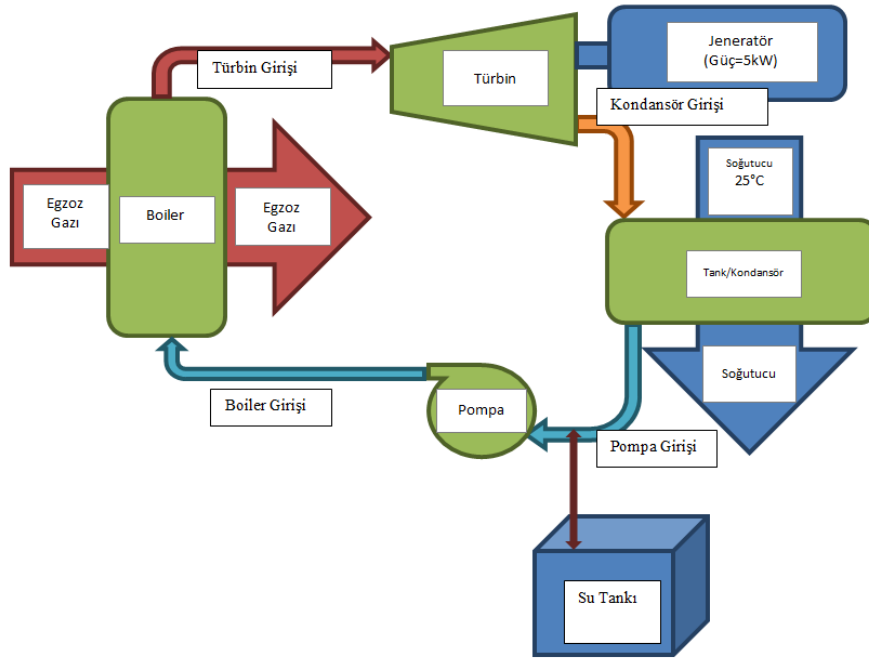 Türbin Girişi
Türbin
Jeneratör
(Güç=5kW)
Kondansör Girişi
Egzoz
Gazı
Boiler
Egzoz
Gazı
Soğutucu
25°C
Tank/Kondansör
Soğutucu
Boiler Girişi
Pompa
Pompa Girişi
Su Tankı